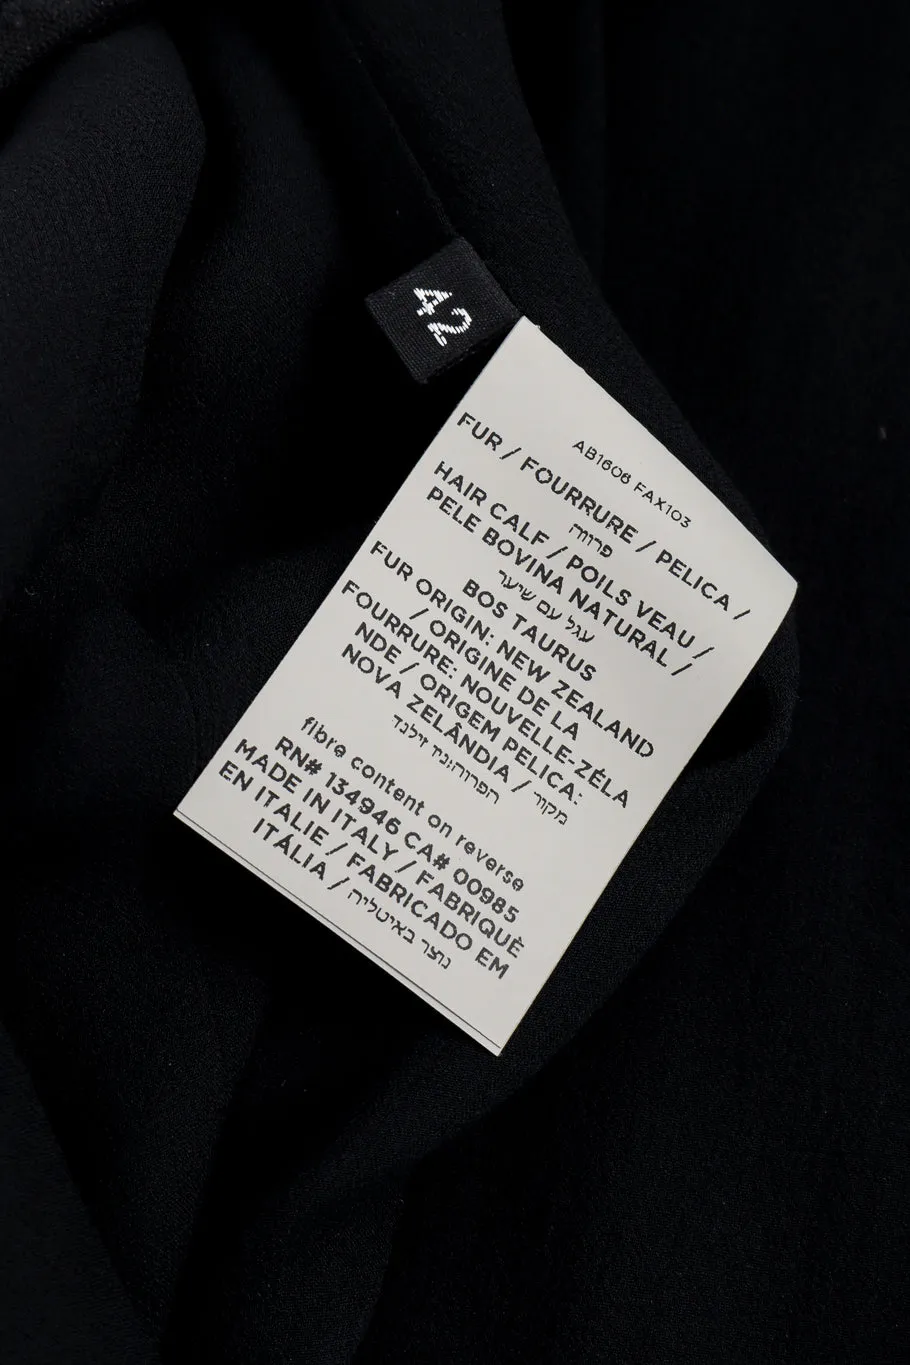 42
AB1606 FAX103
FUR / FOURRURE / PELICA /
פרווה
HAIR CALF / POILS VEAU /
PELE BOVINA NATURAL /
עגל עם שיער
BOS TAURUS
FUR ORIGIN: NEW ZEALAND
/ ORIGINE DE LA
FOURRURE: NOUVELLE-ZÉLA
NDE / ORIGEM PELICA:
NOVA ZELÂNDIA / מקור
הפרווה:ניו זילנד
fibre content on reverse
RN# 134946 CA# 00985
MADE IN ITALY / FABRIQUÈ
EN ITALIE / FABRICADO EM
ITÁLIA / נוצר באיטליה